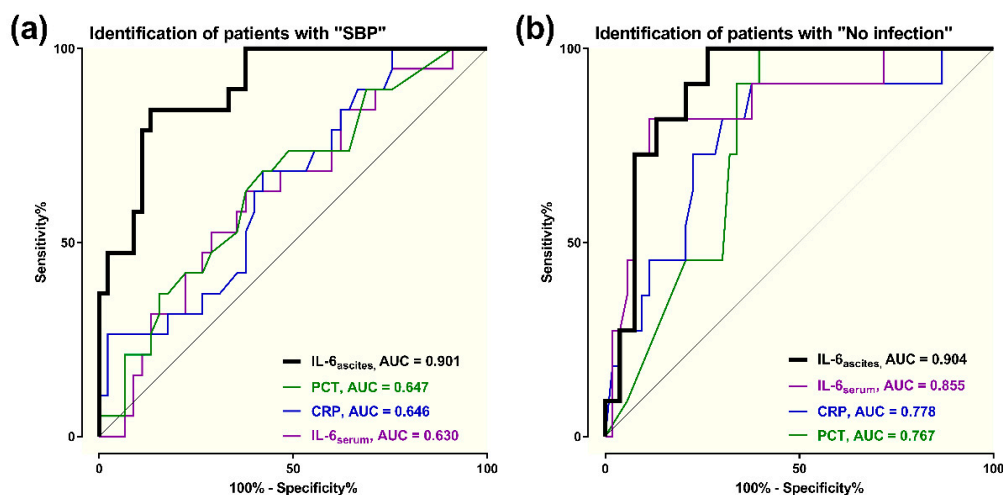 (a)
Identification of patients with "SBP"
100
50
0
Sensitivity%
IL-6ascites, AUC = 0.901
PCT, AUC = 0.647
CRP, AUC = 0.646
IL-6serum, AUC = 0.630
0
50
100
100% - Specificity%
(b)
Identification of patients with "No infection"
100
50
0
Sensitivity%
IL-6ascites, AUC = 0.904
IL-6serum, AUC = 0.855
CRP, AUC = 0.778
PCT, AUC = 0.767
0
50
100
100% - Specificity%